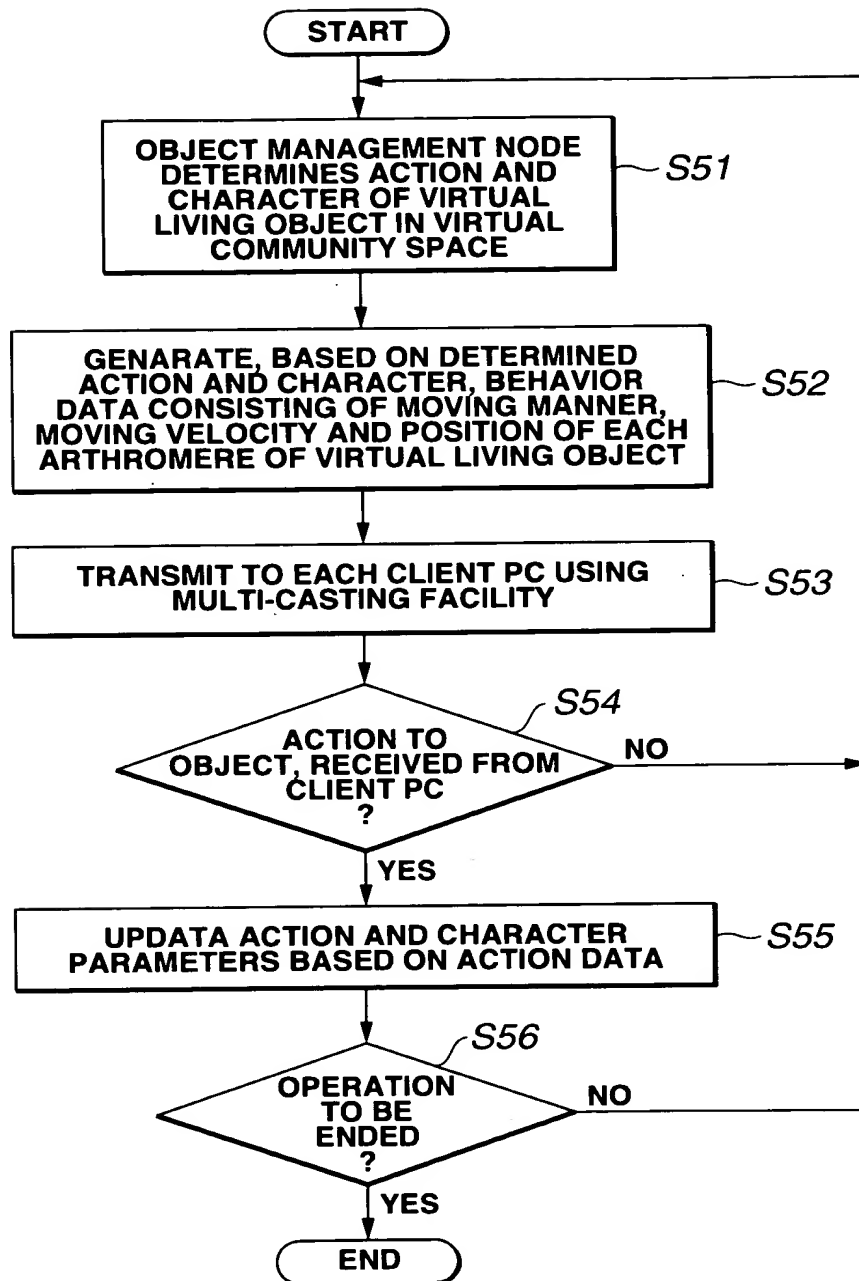 START
OBJECT MANAGEMENT NODE
DETERMINES ACTION AND
CHARACTER OF VIRTUAL
LIVING OBJECT IN VIRTUAL
COMMUNITY SPACE
S51
GENARATE, BASED ON DETERMINED
ACTION AND CHARACTER, BEHAVIOR
DATA CONSISTING OF MOVING MANNER,
MOVING VELOCITY AND POSITION OF EACH
ARTHROMERE OF VIRTUAL LIVING OBJECT
S52
TRANSMIT TO EACH CLIENT PC USING
MULTI-CASTING FACILITY
S53
S54
ACTION TO
OBJECT, RECEIVED FROM
CLIENT PC
?
NO
YES
UPDATA ACTION AND CHARACTER
PARAMETERS BASED ON ACTION DATA
S55
S56
OPERATION
TO BE
ENDED
?
NO
YES
END